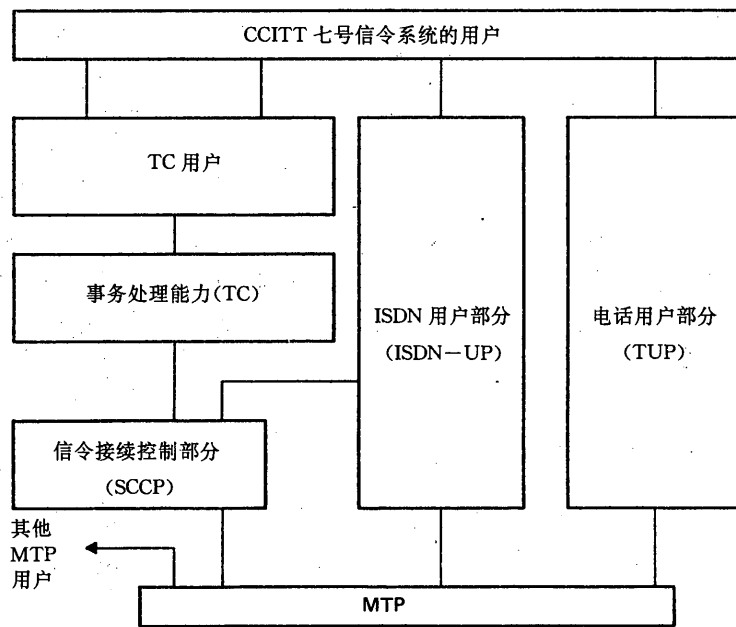 CCITT 七号信令系统的用户
TC 用户
事务处理能力(TC)
ISDN 用户部分
(ISDN－UP)
电话用户部分
(TUP)
信令接续控制部分
(SCCP)
其他
MTP
用户
MTP